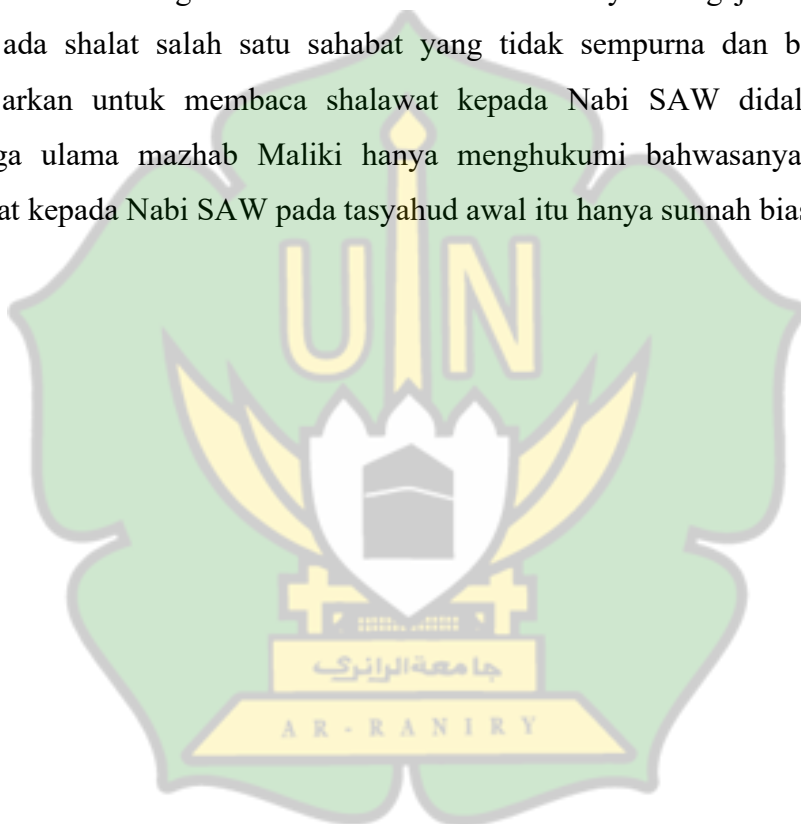 ada shalat salah satu sahabat yang tidak sempurna dan b
arkan untuk membaca shalawat kepada Nabi SAW didal
ga ulama mazhab Maliki hanya menghukumi bahwasanya
at kepada Nabi SAW pada tasyahud awal itu hanya sunnah bias
UIN
جامعة الرانري
AR-RANIRY